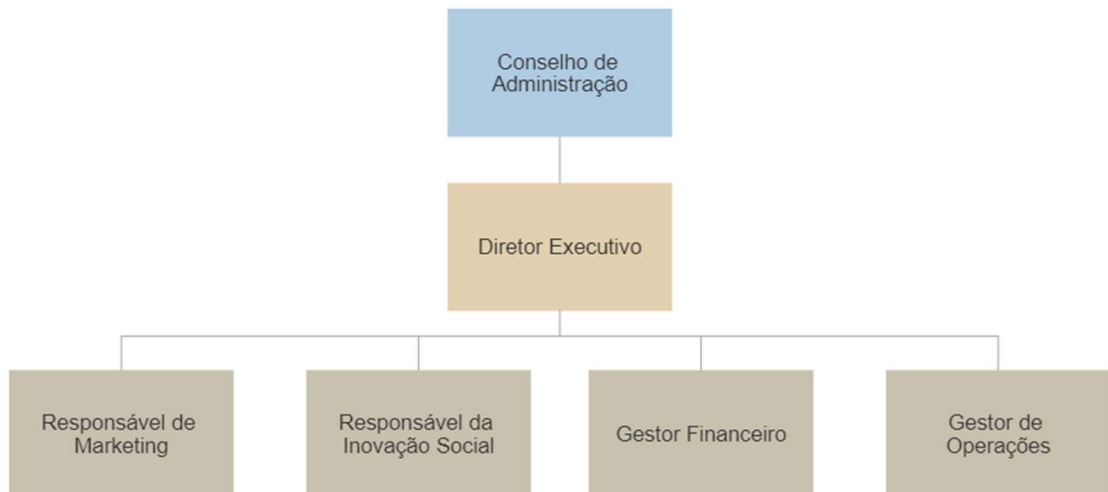 Conselho de
Administração
Diretor Executivo
Responsável de
Marketing
Responsável da
Inovação Social
Gestor Financeiro
Gestor de
Operações